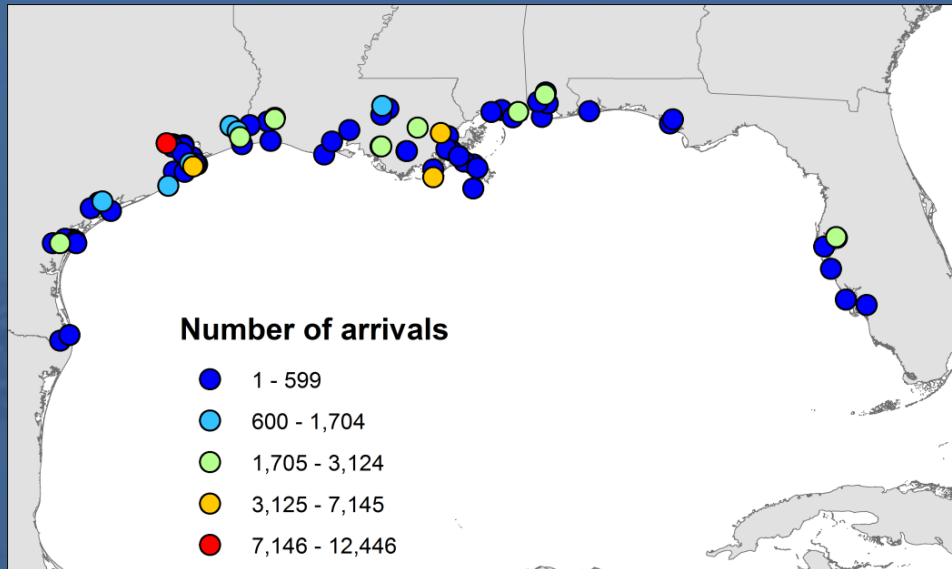 Number of arrivals
1 - 599
600 - 1,704
1,705 - 3,124
3,125 - 7,145
7,146 - 12,446